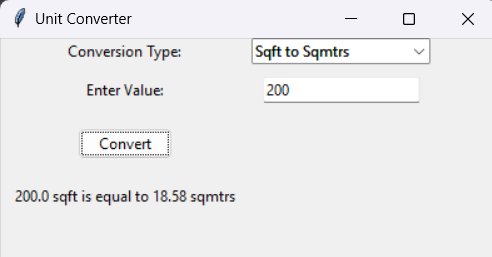 Unit Converter
Conversion Type: Sqft to Sqmtrs
Enter Value: 200
Convert
200.0 sqft is equal to 18.58 sqmtrs